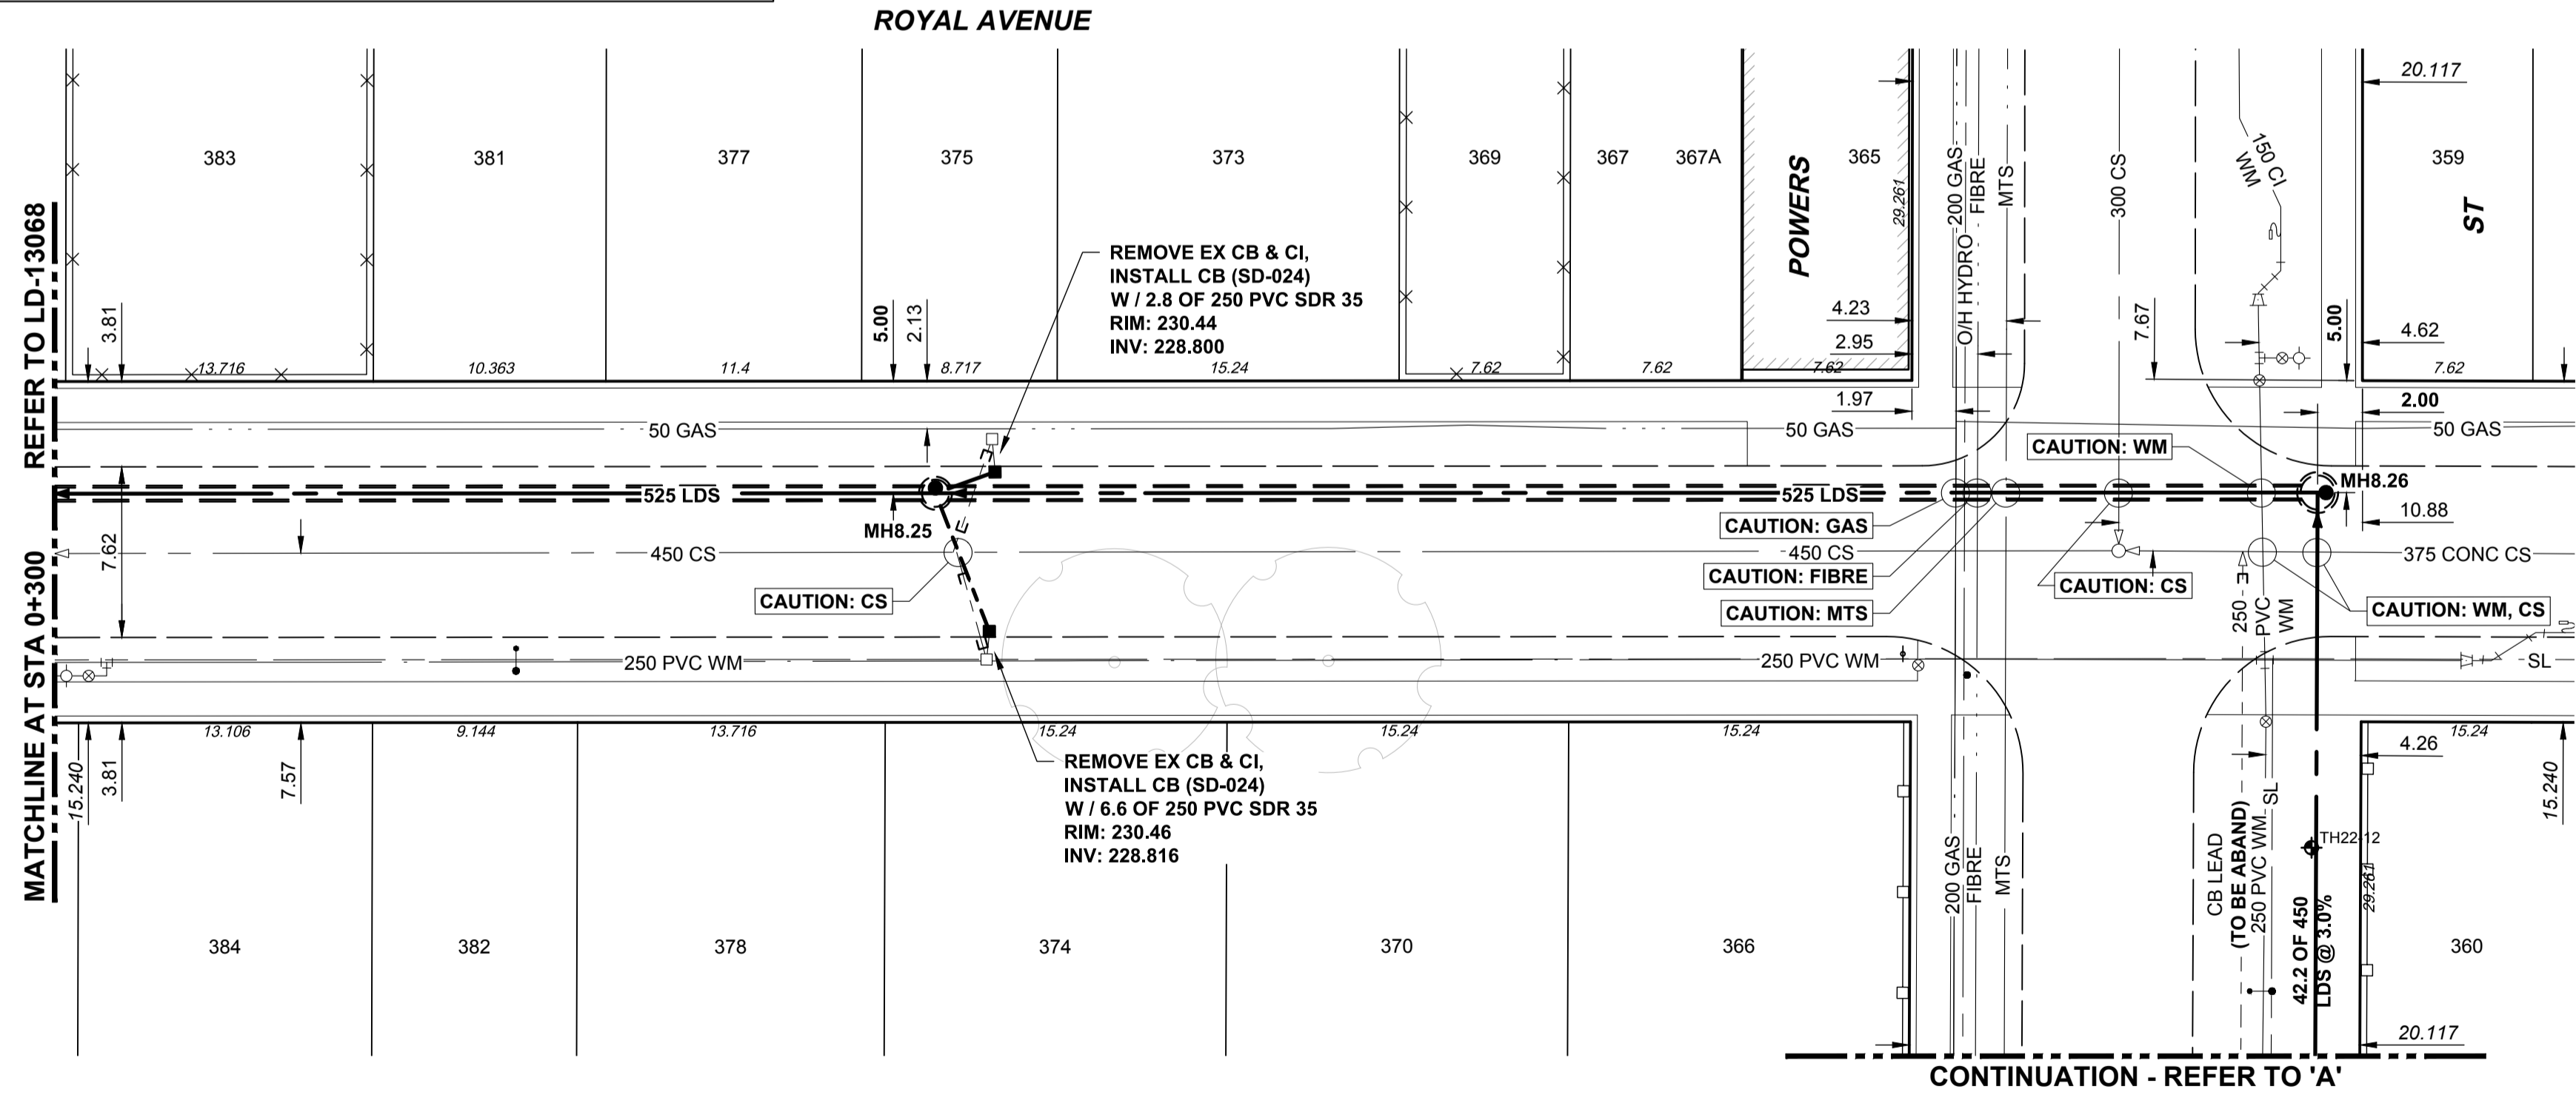 ROYAL AVENUE
REFER TO LD-13068
MATCHLINE AT STA 0+300
383
381
377
375
373
369
367
367A
POWERS
365
29.261
200 GAS
O/H HYDRO
FIBRE
MTS
300 CS
150 CI
WM
20.117
359
ST
3.81
5.00
2.13
REMOVE EX CB & CI,
INSTALL CB (SD-024)
W / 2.8 OF 250 PVC SDR 35
RIM: 230.44
INV: 228.800
4.23
2.95
7.67
5.00
4.62
13.716
10.363
11.4
8.717
15.24
7.62
7.62
7.62
7.62
1.97
2.00
50 GAS
50 GAS
50 GAS
CAUTION: WM
525 LDS
525 LDS
MH8.26
MH8.25
CAUTION: GAS
10.88
7.62
450 CS
450 CS
375 CONC CS
CAUTION: FIBRE
CAUTION: CS
CAUTION: CS
CAUTION: MTS
250
PVC
WM
CAUTION: WM, CS
250 PVC WM
250 PVC WM
SL
13.106
9.144
13.716
15.24
15.24
15.24
15.24
15.240
3.81
7.57
REMOVE EX CB & CI,
INSTALL CB (SD-024)
W / 6.6 OF 250 PVC SDR 35
RIM: 230.46
INV: 228.816
4.26
15.240
200 GAS
FIBRE
MTS
CB LEAD
(TO BE ABAND)
250 PVC WM
SL
TH22-12
29.261
42.2 OF 450
LDS @ 3.0%
384
382
378
374
370
366
360
20.117
CONTINUATION - REFER TO 'A'